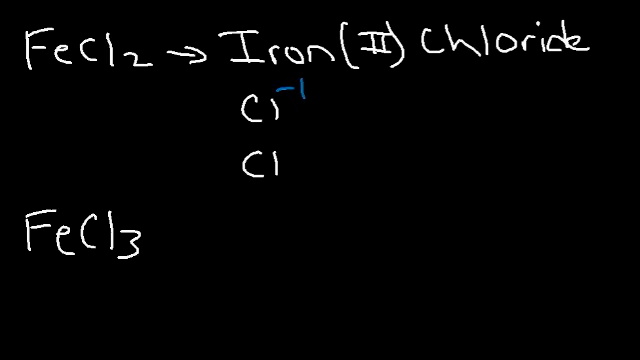 FeCl₂ → Iron(II) Chloride
Cl⁻¹
Cl
FeCl₃